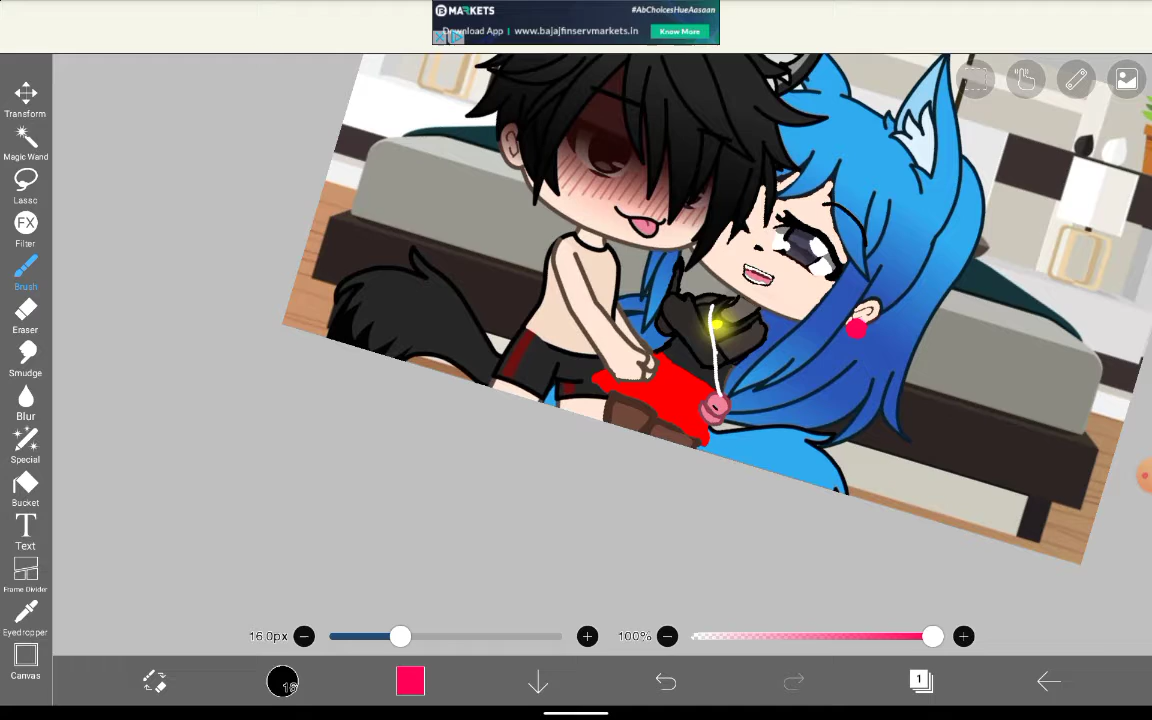 B MARKETS
#AbChoicesHueAasaan
Download App | www.bajajfinservmarkets.in
Know More
Transform
Magic Wand
Lasso
FX
Filter
Brush
Eraser
Smudge
Blur
Special
Bucket
T
Text
Frame Divider
Eyedropper
Canvas
16.0px
100%
16
1